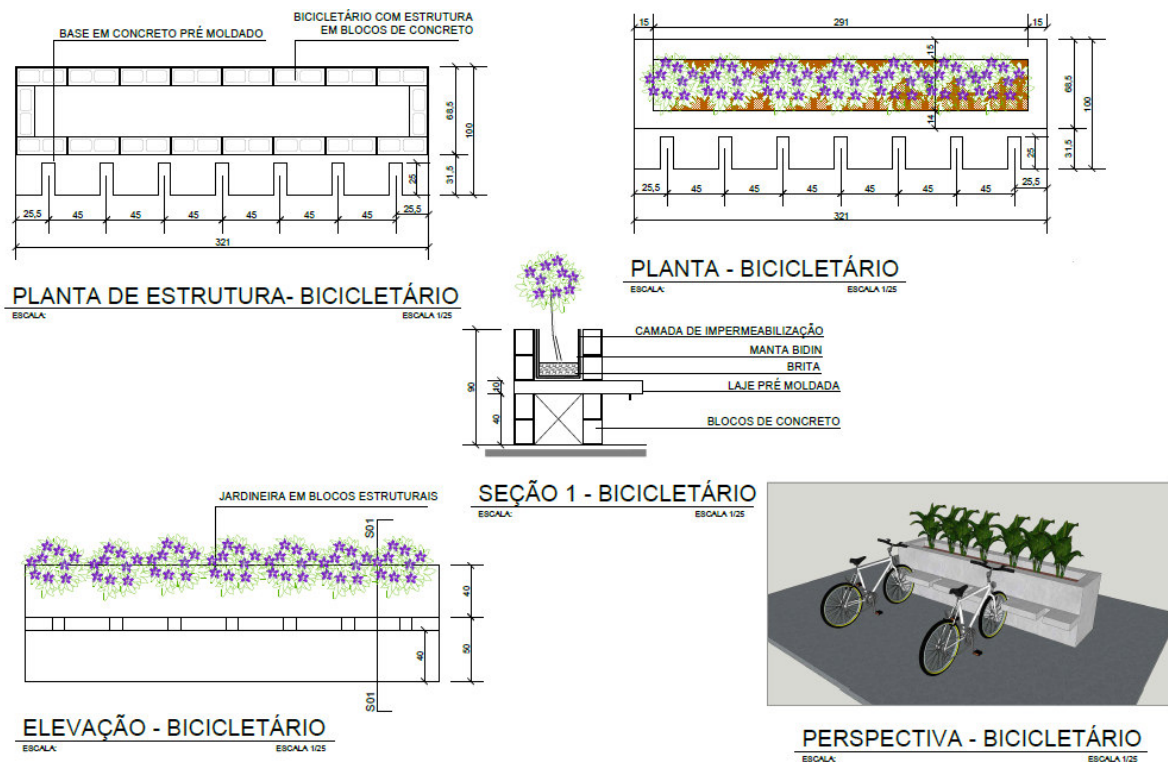 BASE EM CONCRETO PRÉ MOLDADO
BICICLETÁRIO COM ESTRUTURA
EM BLOCOS DE CONCRETO
68,5
100
25
31,5
25,5
45
45
45
45
45
45
25,5
321
PLANTA DE ESTRUTURA- BICICLETÁRIO
ESCALA:
ESCALA 1/25
15
291
15
15
14
68,5
100
25
31,5
25,5
45
45
45
45
45
45
25,5
321
PLANTA - BICICLETÁRIO
ESCALA:
ESCALA 1/25
CAMADA DE IMPERMEABILIZAÇÃO
MANTA BIDIN
BRITA
LAJE PRÉ MOLDADA
BLOCOS DE CONCRETO
90
10
40
SEÇÃO 1 - BICICLETÁRIO
ESCALA:
ESCALA 1/25
JARDINEIRA EM BLOCOS ESTRUTURAIS
S01
40
40
50
S01
ELEVAÇÃO - BICICLETÁRIO
ESCALA:
ESCALA 1/25
PERSPECTIVA - BICICLETÁRIO
ESCALA:
ESCALA 1/25